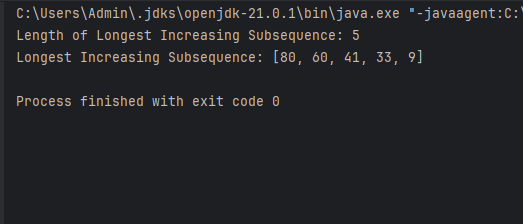 C:\Users\Admin\.jdks\openjdk-21.0.1\bin\java.exe "-javaagent:C:\
Length of Longest Increasing Subsequence: 5
Longest Increasing Subsequence: [80, 60, 41, 33, 9]
Process finished with exit code 0